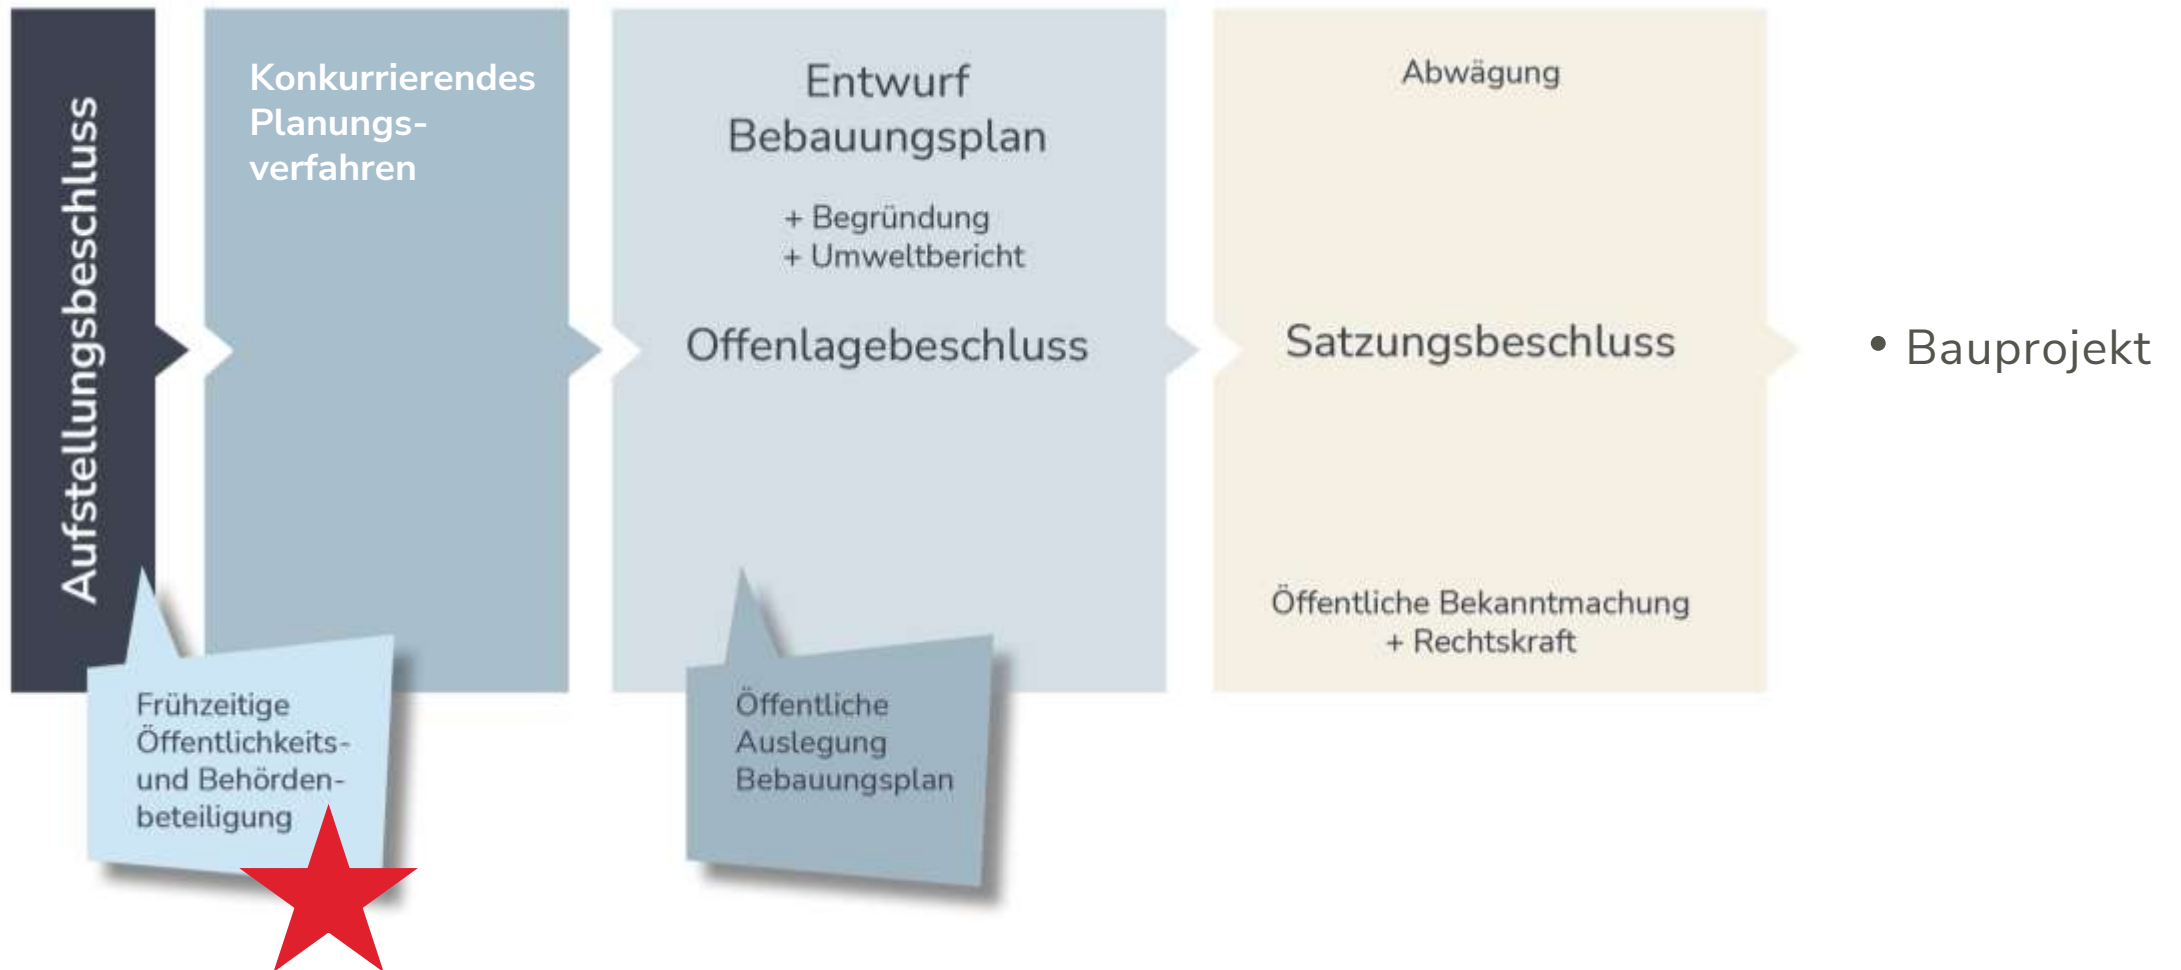 Aufstellungsbeschluss
Konkurrierendes
Planungs-
verfahren
Entwurf
Bebauungsplan
+ Begründung
+ Umweltbericht
Offenlagebeschluss
Abwägung
Satzungsbeschluss
Öffentliche Bekanntmachung
+ Rechtskraft
• Bauprojekt
Frühzeitige
Öffentlichkeits-
und Behörden-
beteiligung
Öffentliche
Auslegung
Bebauungsplan